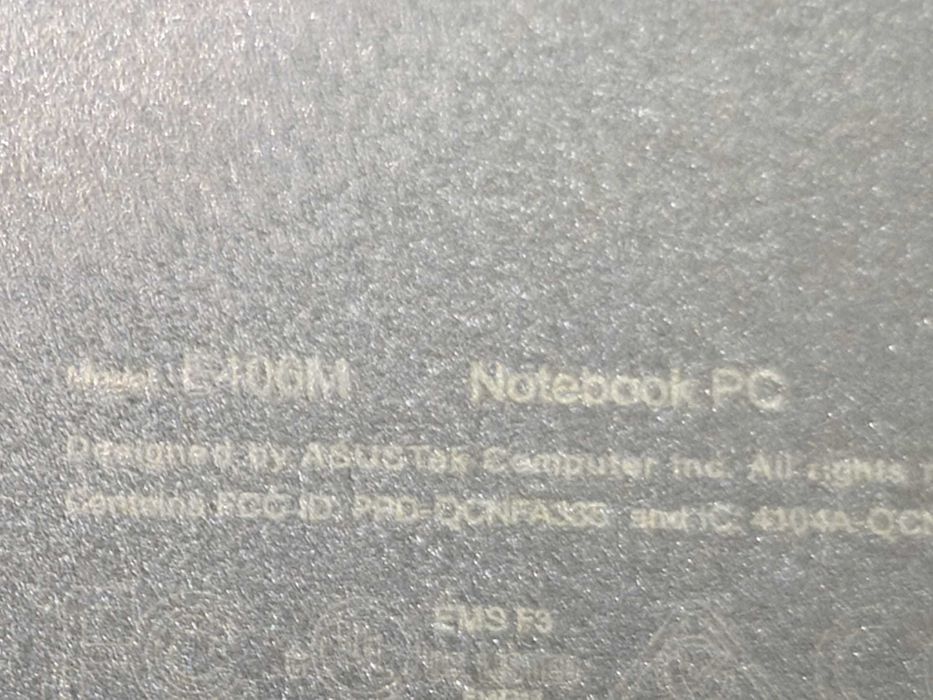 Model E406M Notebook PC
Designed by ASUSTek Computer Inc. All rights
Contains FCC ID: PPD-QCNFA335 and IC: 4104A-QCN
EMS F3